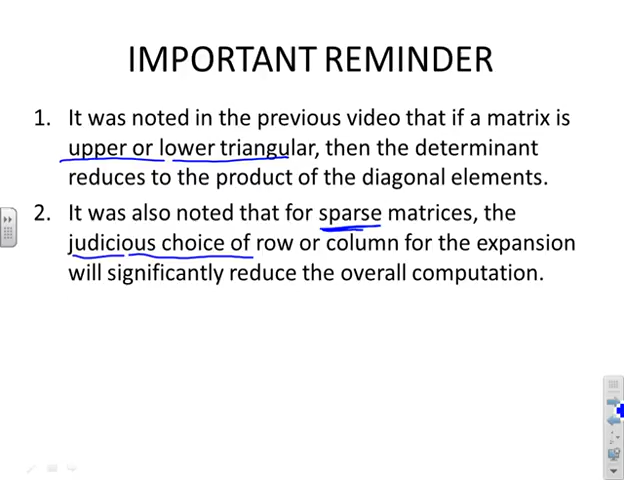 IMPORTANT REMINDER
1. It was noted in the previous video that if a matrix is
upper or lower triangular, then the determinant
reduces to the product of the diagonal elements.
2. It was also noted that for sparse matrices, the
judicious choice of row or column for the expansion
will significantly reduce the overall computation.